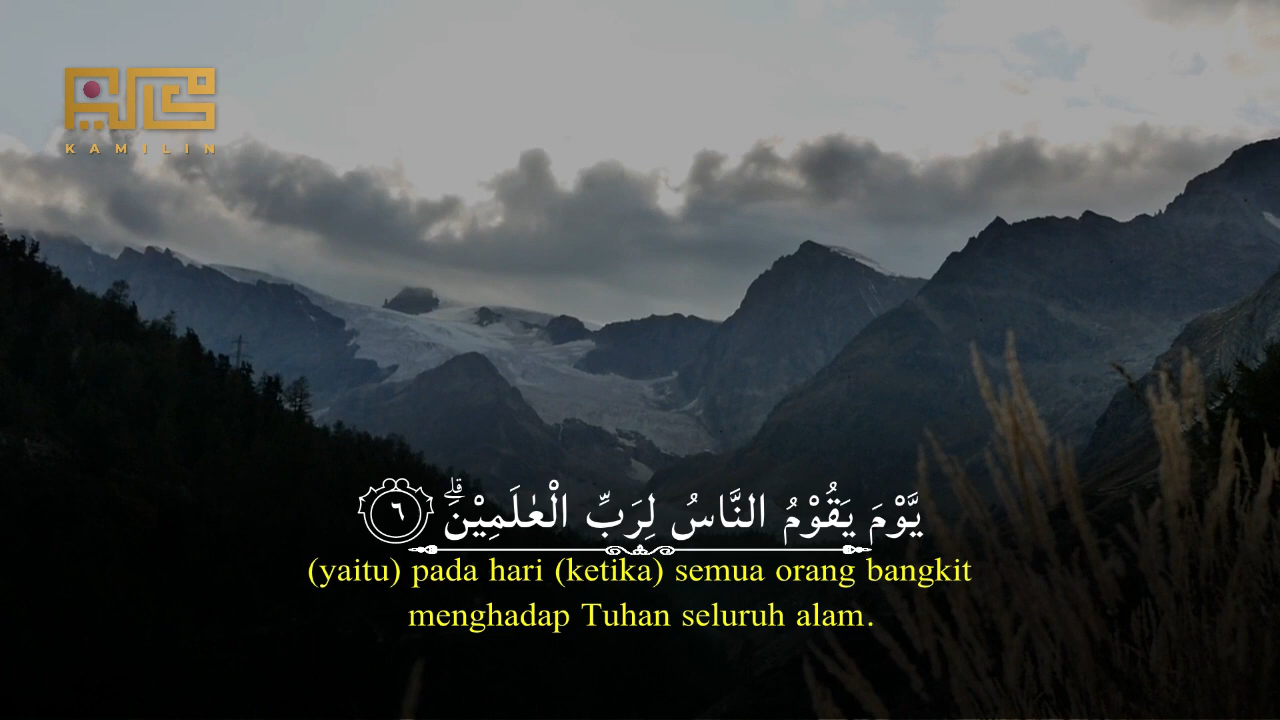 KAMILIN
يَّوْمَ يَقُوْمُ النَّاسُ لِرَبِّ الْعٰلَمِيْنَۗ ٦
(yaitu) pada hari (ketika) semua orang bangkit
menghadap Tuhan seluruh alam.